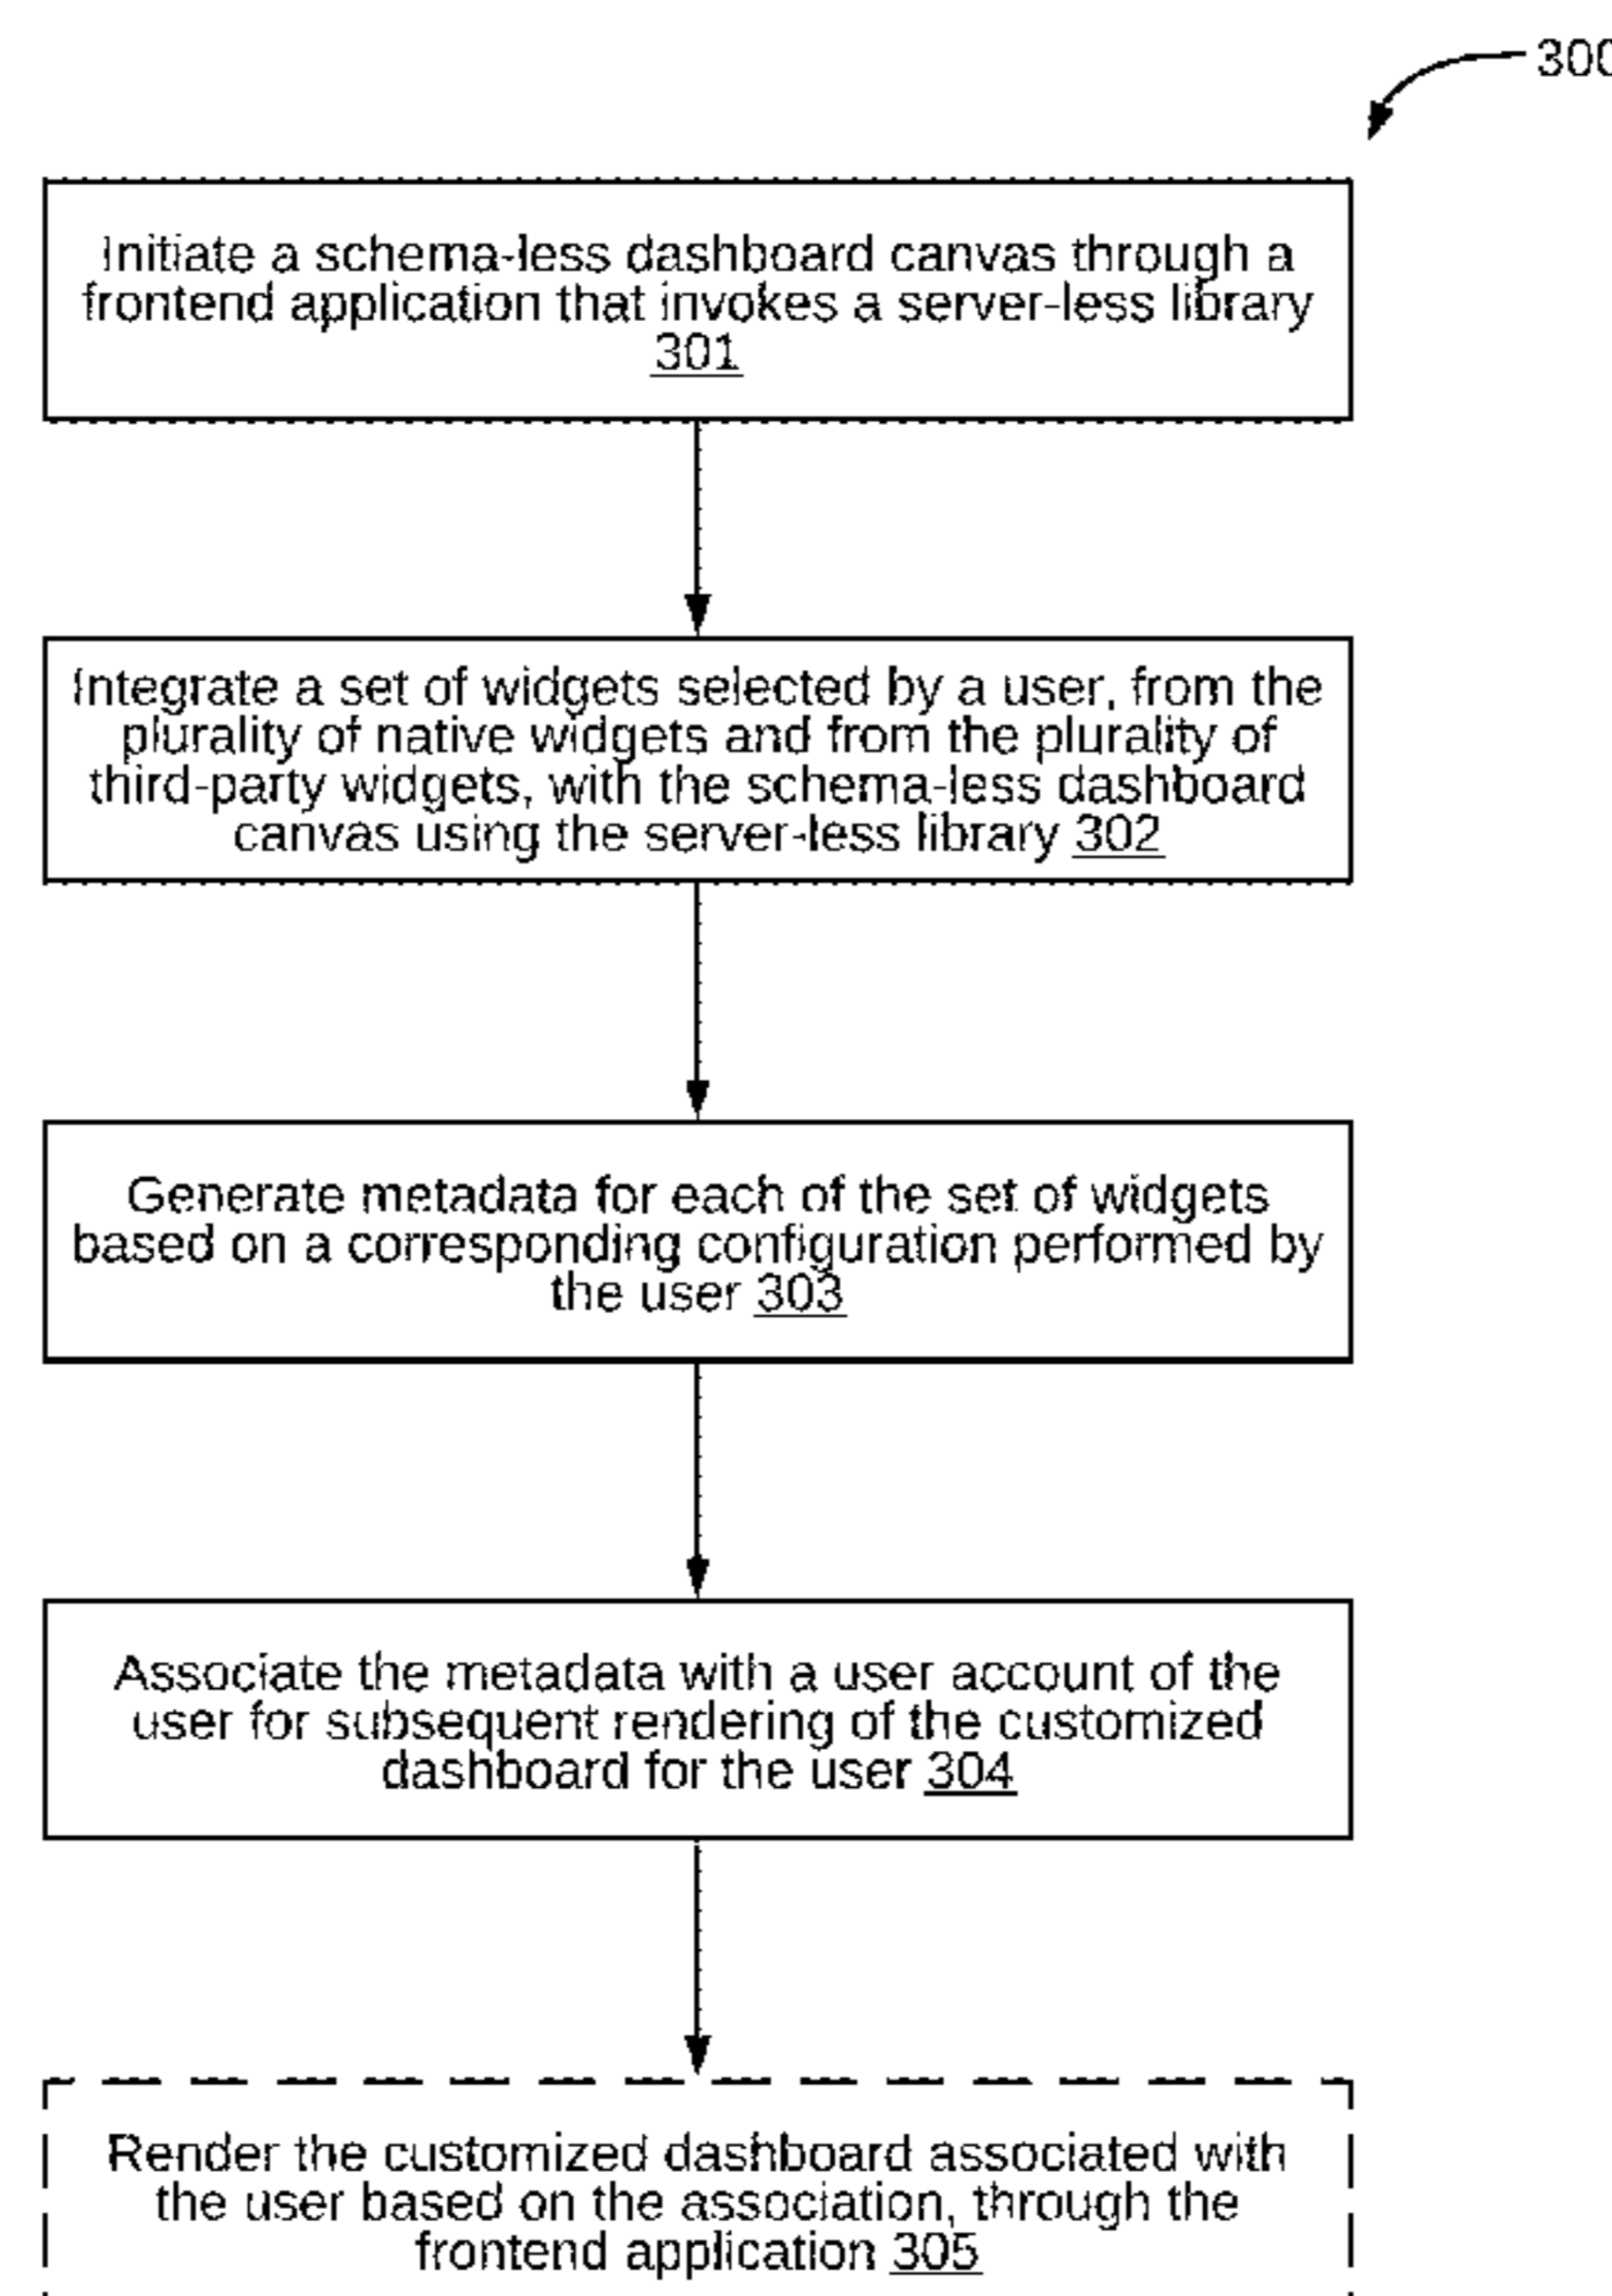 300
Initiate a schema-less dashboard canvas through a
frontend application that invokes a server-less library
301
Integrate a set of widgets selected by a user, from the
plurality of native widgets and from the plurality of
third-party widgets, with the schema-less dashboard
canvas using the server-less library 302
Generate metadata for each of the set of widgets
based on a corresponding configuration performed by
the user 303
Associate the metadata with a user account of the
user for subsequent rendering of the customized
dashboard for the user 304
Render the customized dashboard associated with
the user based on the association, through the
frontend application 305